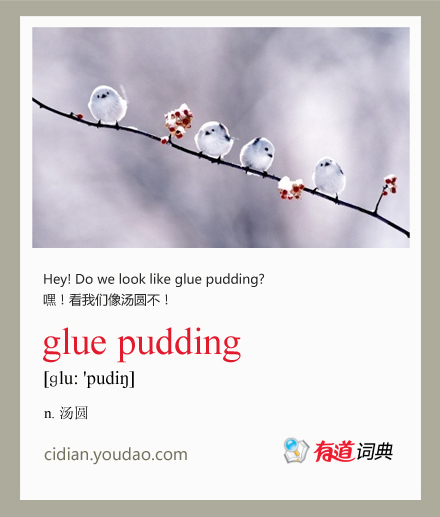 Hey! Do we look like glue pudding?
嘿！看我们像汤圆不！
glue pudding
[ɡlu: 'pudiŋ]
n. 汤圆
cidian.youdao.com
有道词典